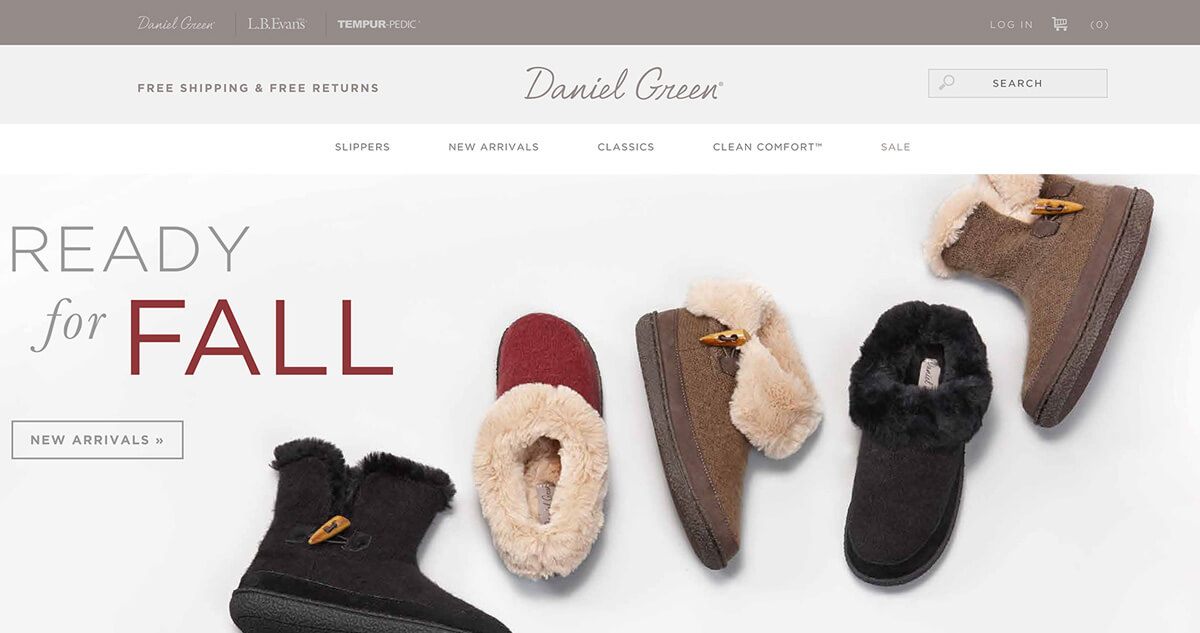 Daniel Green®
L.B.Evans
TEMPUR-PEDIC®
LOG IN
(0)
FREE SHIPPING & FREE RETURNS
Daniel Green®
SEARCH
SLIPPERS
NEW ARRIVALS
CLASSICS
CLEAN COMFORT™
SALE
READY
for FALL
NEW ARRIVALS »